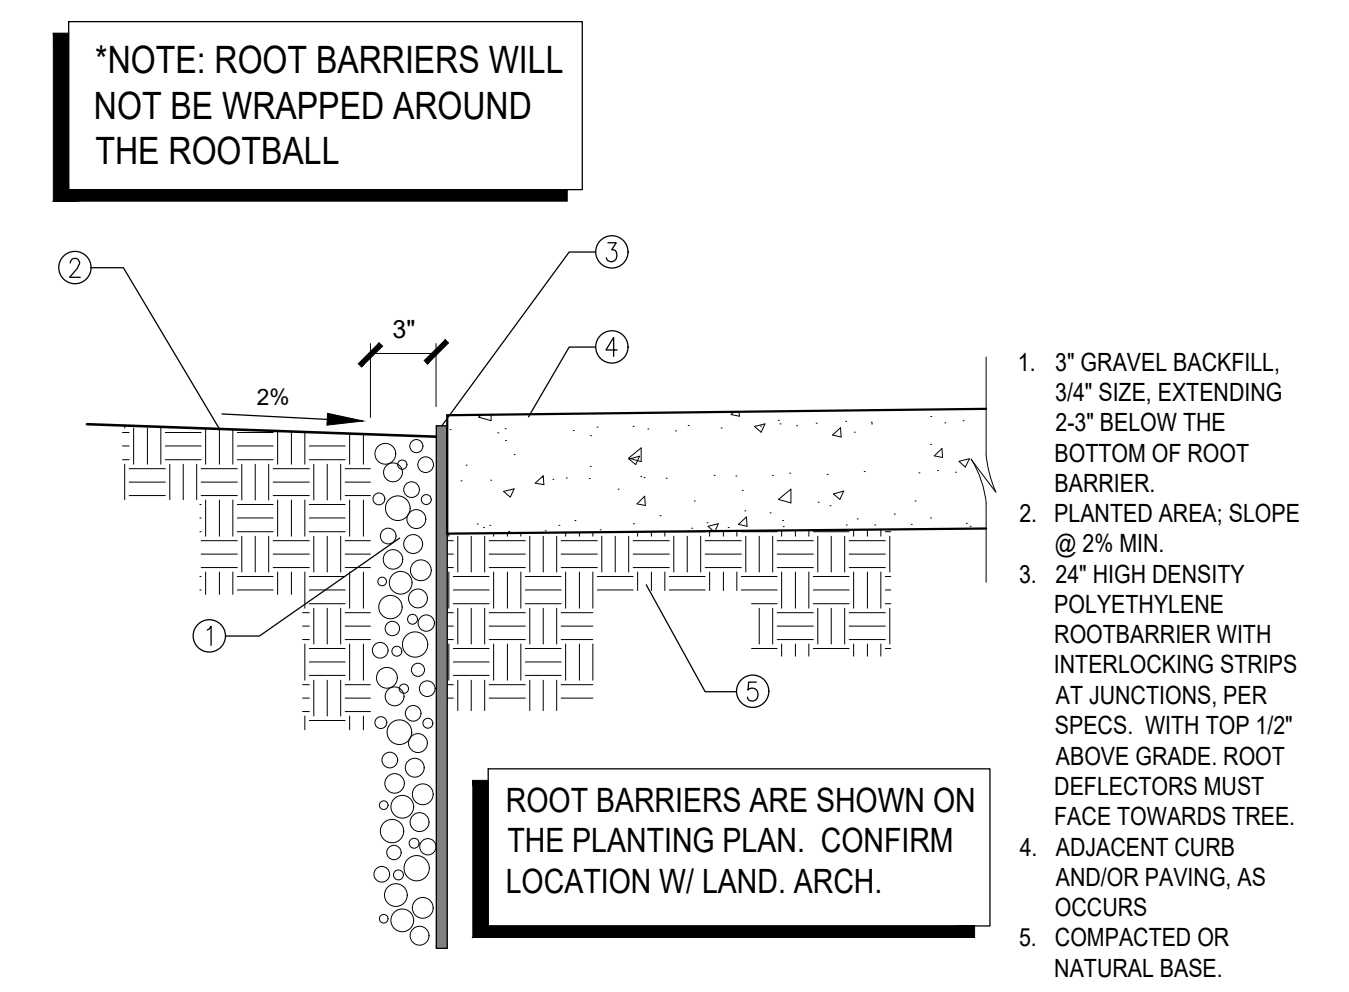 *NOTE: ROOT BARRIERS WILL
NOT BE WRAPPED AROUND
THE ROOTBALL
2
3
3"
4
2%
1
5
1. 3" GRAVEL BACKFILL,
3/4" SIZE, EXTENDING
2-3" BELOW THE
BOTTOM OF ROOT
BARRIER.
2. PLANTED AREA; SLOPE
@ 2% MIN.
3. 24" HIGH DENSITY
POLYETHYLENE
ROOTBARRIER WITH
INTERLOCKING STRIPS
AT JUNCTIONS, PER
SPECS. WITH TOP 1/2"
ABOVE GRADE. ROOT
DEFLECTORS MUST
FACE TOWARDS TREE.
4. ADJACENT CURB
AND/OR PAVING, AS
OCCURS
5. COMPACTED OR
NATURAL BASE.
ROOT BARRIERS ARE SHOWN ON
THE PLANTING PLAN. CONFIRM
LOCATION W/ LAND. ARCH.